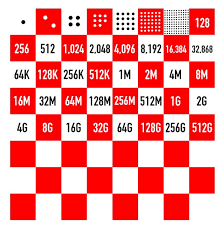 128
256 512 1,024 2,048 4,096 8,192 16,384 32,868
64K 128K 256K 512K 1M 2M 4M 8M
16M 32M 64M 128M 256M 512M 1G 2G
4G 8G 16G 32G 64G 128G 256G 512G